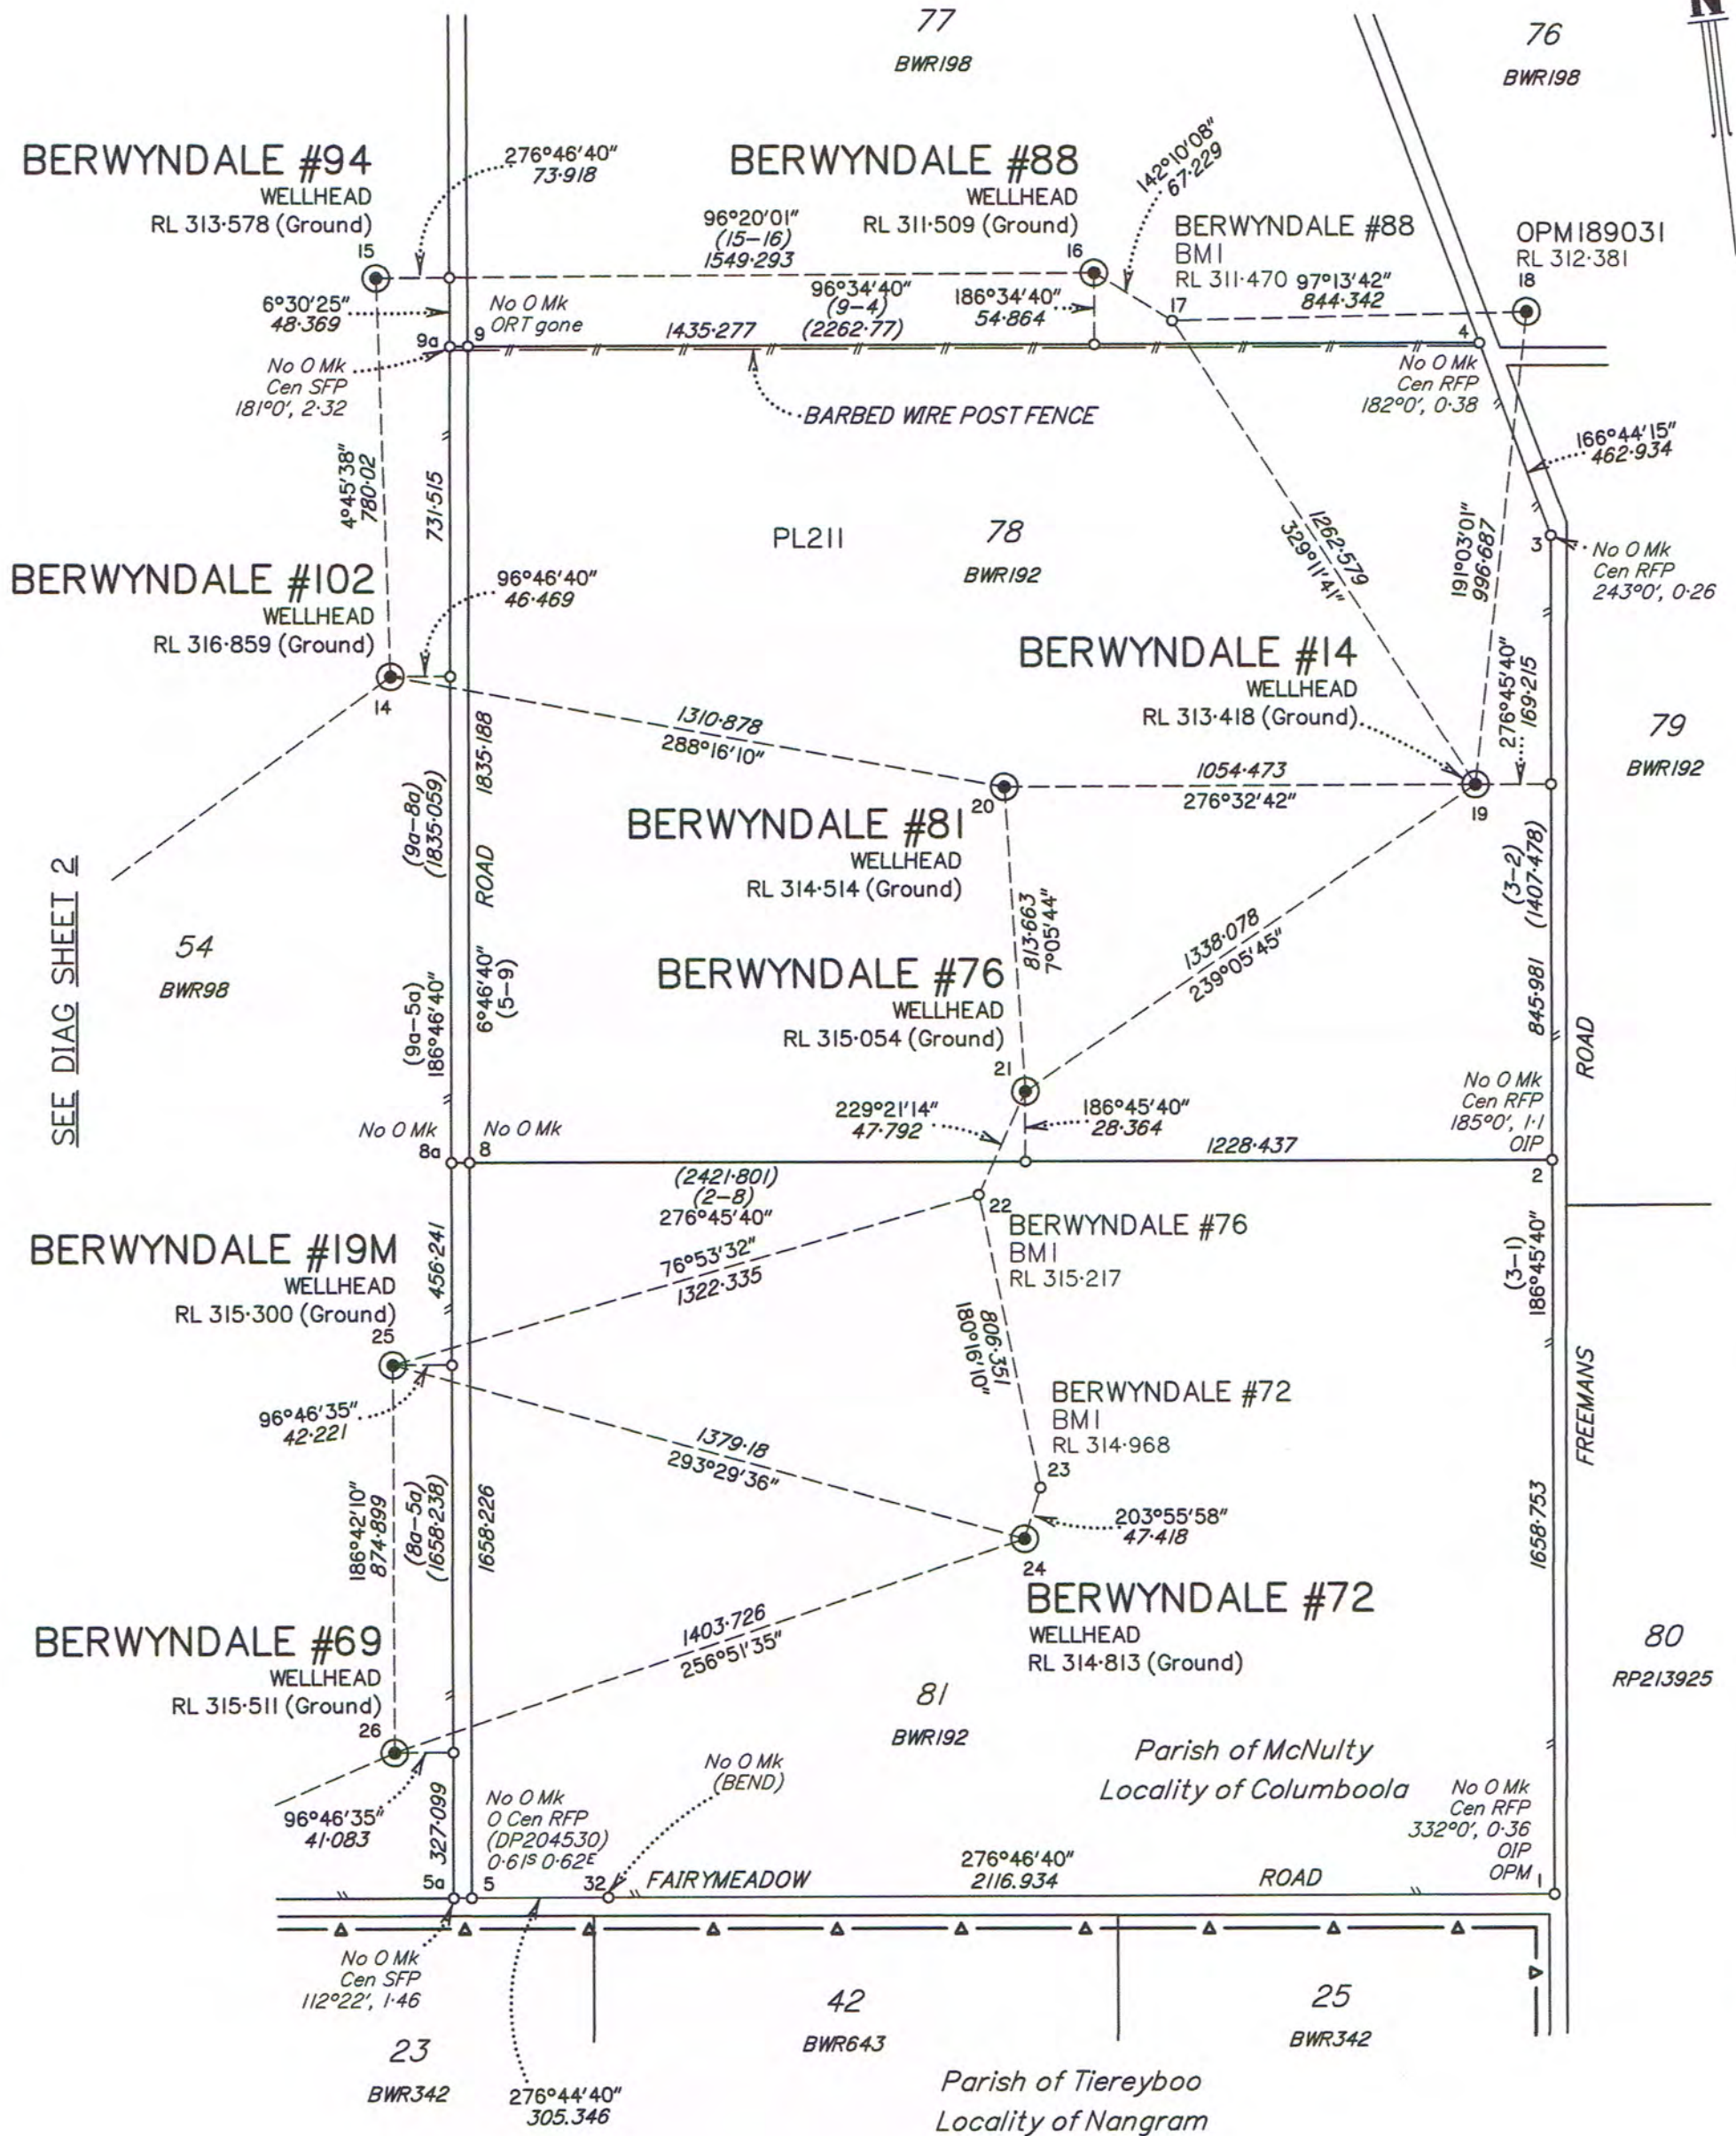 77
BWR198
76
BWR198
N
BERWYNDALE #94
WELLHEAD
RL 313·578 (Ground)
15
276°46'40"
73·918
BERWYNDALE #88
WELLHEAD
RL 311·509 (Ground)
16
96°20'01"
(15-16)
1549·293
142°10'08"
67·229
BERWYNDALE #88
BM1
RL 311·470
17
97°13'42"
844·342
OPM189031
RL 312·381
18
6°30'25"
48·369
No O Mk
ORT gone
9a
9
1435·277
96°34'40"
(9-4)
(2262·77)
186°34'40"
54·864
4
No O Mk
Cen SFP
181°0', 2·32
No O Mk
Cen RFP
182°0', 0·38
BARBED WIRE POST FENCE
166°44'15"
462·934
4°45'38"
780·02
731·515
PL211
78
BWR192
1262·579
329°11'41"
191°03'01"
996·687
3
No O Mk
Cen RFP
243°0', 0·26
BERWYNDALE #102
WELLHEAD
RL 316·859 (Ground)
14
96°46'40"
46·469
BERWYNDALE #14
WELLHEAD
RL 313·418 (Ground)
19
276°45'40"
169·215
79
BWR192
1310·878
288°16'10"
1835·188
(9a-8a)
(1835·059)
ROAD
1054·473
276°32'42"
20
BERWYNDALE #81
WELLHEAD
RL 314·514 (Ground)
(3-2)
(1407·478)
SEE DIAG SHEET 2
54
BWR98
(9a-5a)
186°46'40"
6°46'40"
(5-9)
813·663
7°05'44"
1338·078
239°05'45"
BERWYNDALE #76
WELLHEAD
RL 315·054 (Ground)
21
845·981
ROAD
229°21'14"
47·792
186°45'40"
28·364
No O Mk
Cen RFP
185°0', 1·1
OIP
No O Mk
8a
8
No O Mk
1228·437
2
(2421·801)
(2-8)
276°45'40"
22
BERWYNDALE #76
BM1
RL 315·217
BERWYNDALE #19M
WELLHEAD
RL 315·300 (Ground)
25
456·241
76°53'32"
1322·335
(3-1)
186°45'40"
806·351
180°16'10"
96°46'35"
42·221
BERWYNDALE #72
BM1
RL 314·968
23
FREEMANS
1379·18
293°29'36"
186°42'10"
874·899
(8a-5a)
(1658·238)
1658·226
203°55'58"
47·418
24
BERWYNDALE #72
WELLHEAD
RL 314·813 (Ground)
1658·753
1403·726
256°51'35"
BERWYNDALE #69
WELLHEAD
RL 315·511 (Ground)
26
80
RP213925
81
BWR192
Parish of McNulty
Locality of Columboola
96°46'35"
41·083
327·099
No O Mk
O Cen RFP
(DP204530)
0·61S 0·62E
No O Mk
(BEND)
No O Mk
Cen RFP
332°0', 0·36
OIP
OPM
1
5a
5
32
FAIRYMEADOW
276°46'40"
2116.934
ROAD
No O Mk
Cen SFP
112°22', 1·46
23
BWR342
276°44'40"
305.346
42
BWR643
25
BWR342
Parish of Tiereyboo
Locality of Nangram